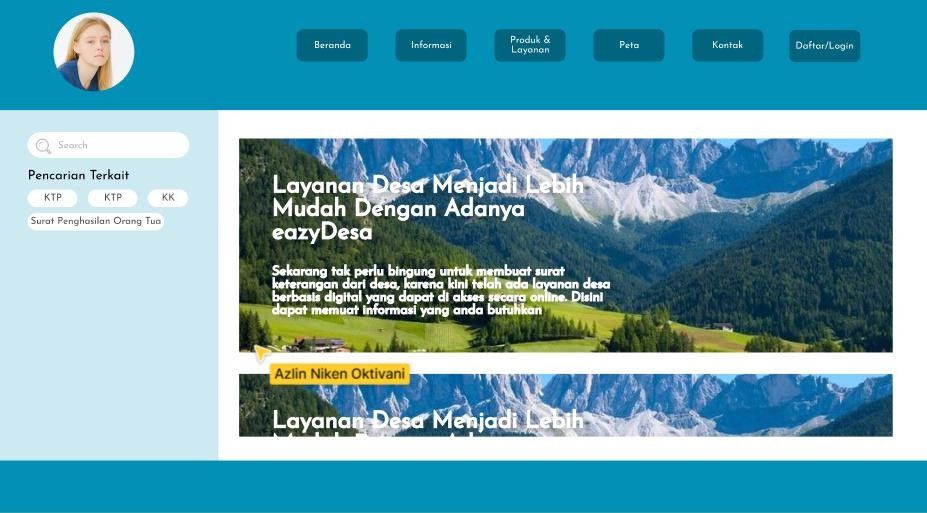 Beranda
Informasi
Produk &
Layanan
Peta
Kontak
Daftar/Login
Search
Pencarian Terkait
KTP
KTP
KK
Surat Penghasilan Orang Tua
Layanan Desa Menjadi Lebih
Mudah Dengan Adanya
eazyDesa
Sekarang tak perlu bingung untuk membuat surat
keterangan dari desa, karena kini telah ada layanan desa
berbasis digital yang dapat di akses secara online. Disini
dapat memuat informasi yang anda butuhkan
Azlin Niken Oktivani
Layanan Desa Menjadi Lebih